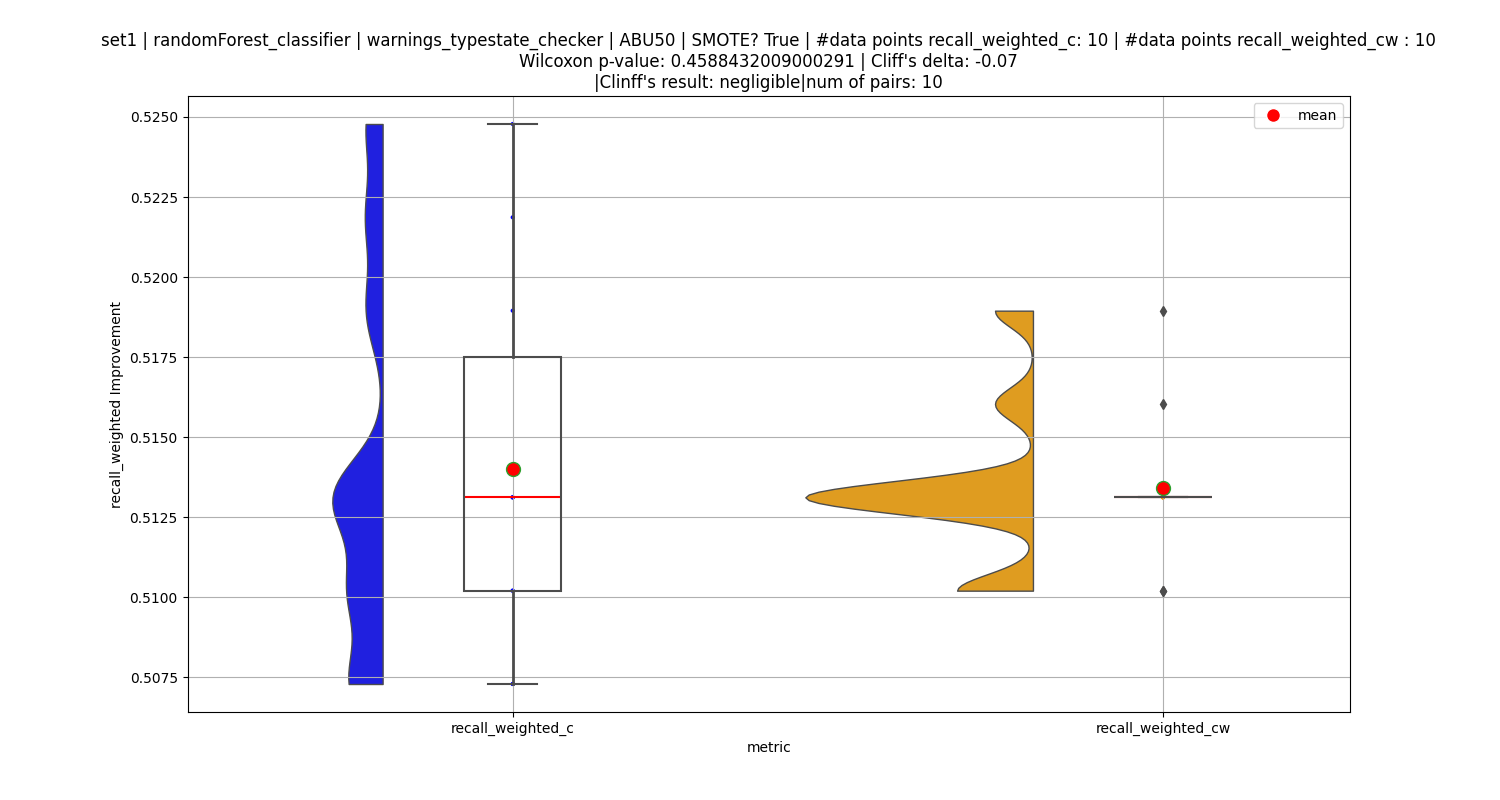 set1 | randomForest_classifier | warnings_typestate_checker | ABU50 | SMOTE? True | #data points recall_weighted_c: 10 | #data points recall_weighted_cw : 10
Wilcoxon p-value: 0.4588432009000291 | Cliff's delta: -0.07
|Clinff's result: negligible|num of pairs: 10
mean
0.5250
0.5225
0.5200
0.5175
0.5150
0.5125
0.5100
0.5075
recall_weighted Improvement
recall_weighted_c
recall_weighted_cw
metric